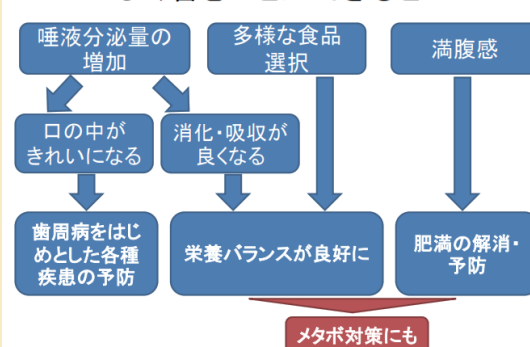 唾液分泌量の
増加
多様な食品
選択
満腹感
口の中が
きれいになる
消化・吸収が
良くなる
歯周病をはじ
めとした各種
疾患の予防
栄養バランスが良好に
肥満の解消・
予防
メタボ対策にも